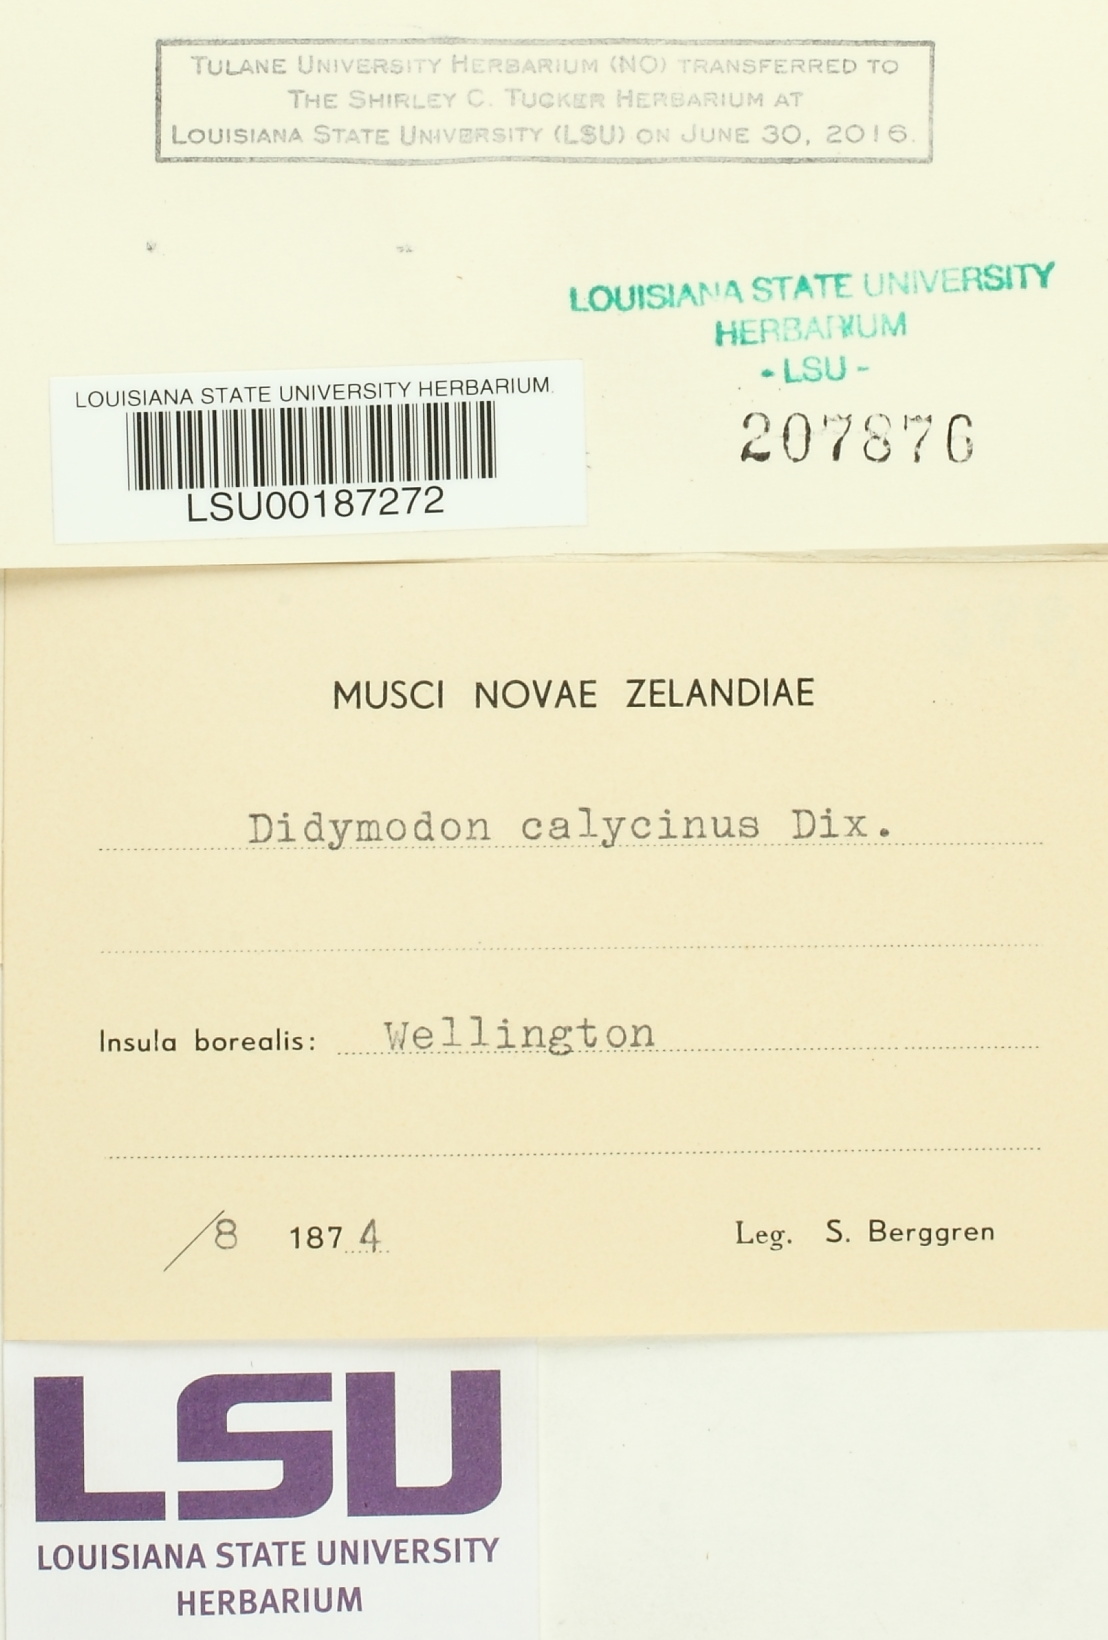 TULANE UNIVERSITY HERBARIUM (NO) TRANSFERRED TO
THE SHIRLEY C. TUCKER HERBARIUM AT
LOUISIANA STATE UNIVERSITY (LSU) ON JUNE 30, 2016.
LOUISIANA STATE UNIVERSITY
HERBARIUM
- LSU -
207876
LOUISIANA STATE UNIVERSITY HERBARIUM
LSU00187272
MUSCI NOVAE ZELANDIAE
Didymodon calycinus Dix.
Insula borealis: Wellington
/8 1874 Leg. S. Berggren
LSU
LOUISIANA STATE UNIVERSITY
HERBARIUM